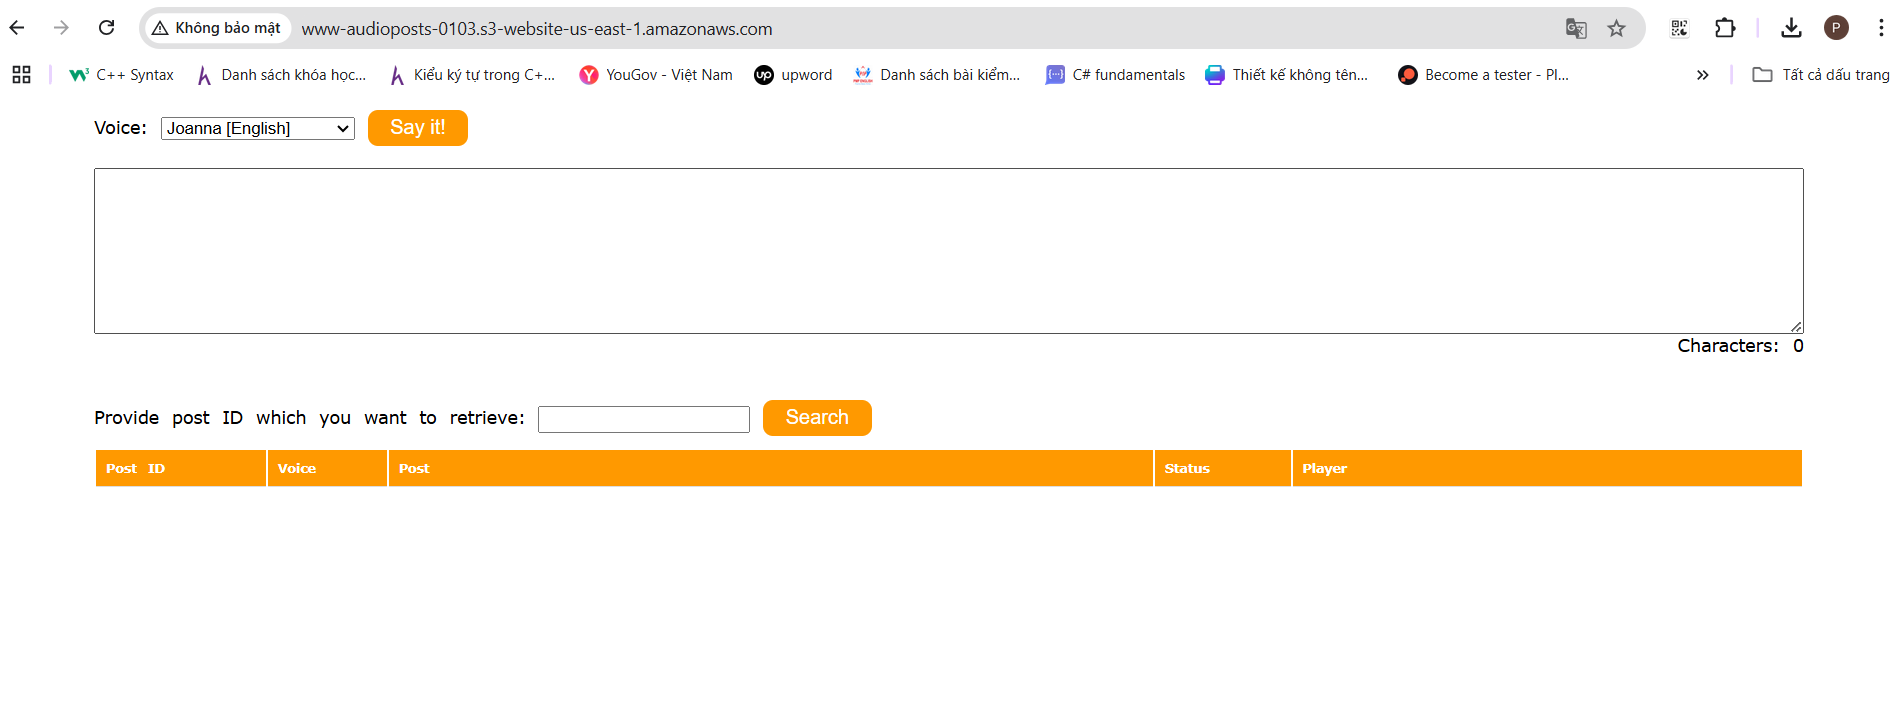 Không bảo mật www-audioposts-0103.s3-website-us-east-1.amazonaws.com P
C++ Syntax Danh sách khóa học... Kiểu ký tự trong C+... YouGov - Việt Nam up upword Danh sách bài kiểm... C# fundamentals Thiết kế không tên... Become a tester - Pl... » Tất cả dấu trang
Voice: Joanna [English] Say it!
Characters: 0
Provide post ID which you want to retrieve: Search
Post ID Voice Post Status Player